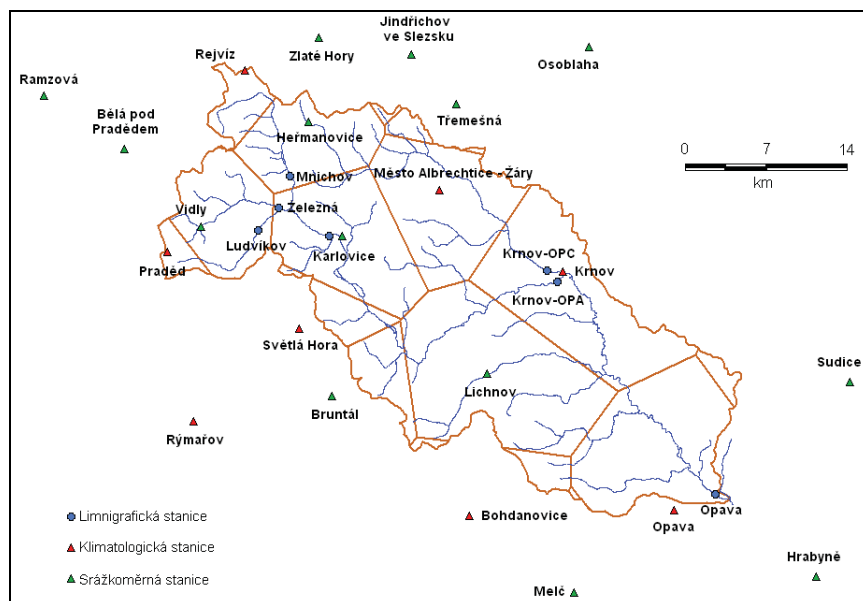 Jindřichov
ve Slezsku
Rejvíz
Zlaté Hory
Osoblaha
Ramzová
Bělá pod
Pradědem
Třemešná
Heřmanovice
0 7 14
km
Mnichov
Město Albrechtice - Žáry
Vidly
Železná
Ludvíkov
Karlovice
Praděd
Krnov-OPC
Krnov
Krnov-OPA
Světlá Hora
Sudice
Lichnov
Bruntál
Rýmařov
Limnigrafická stanice
Bohdanovice
Opava
Opava
Klimatologická stanice
Hrabyně
Srážkoměrná stanice
Melč